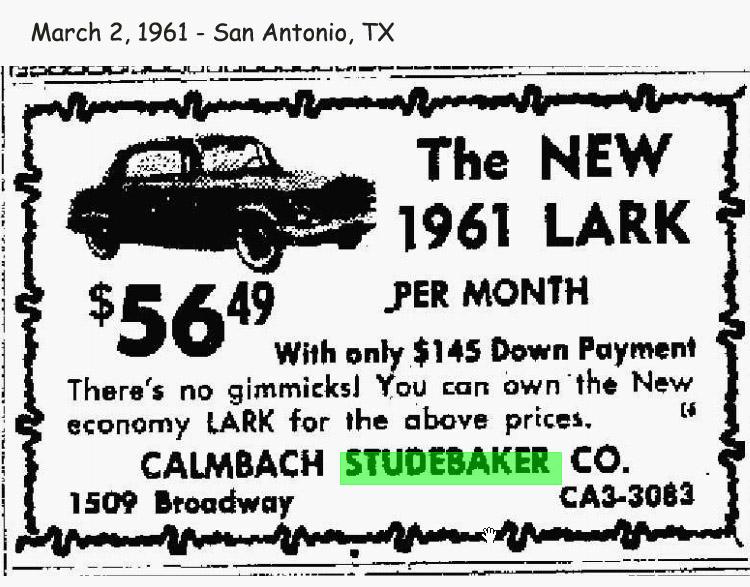 March 2, 1961 - San Antonio, TX
The NEW
1961 LARK
$56 49 PER MONTH
With only $145 Down Payment
There's no gimmicks! You can own the New
economy LARK for the above prices.
CALMBACH STUDEBAKER CO.
1509 Broadway CA3-3083